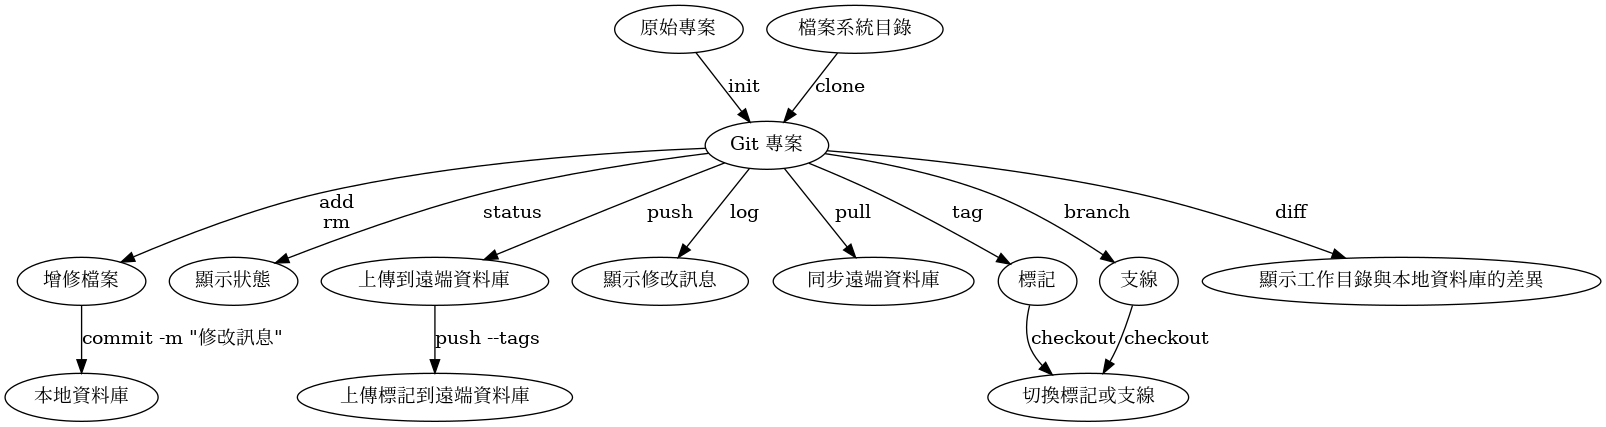 原始專案
檔案系統目錄
init
clone
Git 專案
add
rm
status
push
log
pull
tag
branch
diff
增修檔案
顯示狀態
上傳到遠端資料庫
顯示修改訊息
同步遠端資料庫
標記
支線
顯示工作目錄與本地資料庫的差異
commit -m "修改訊息"
push --tags
checkout
checkout
本地資料庫
上傳標記到遠端資料庫
切換標記或支線